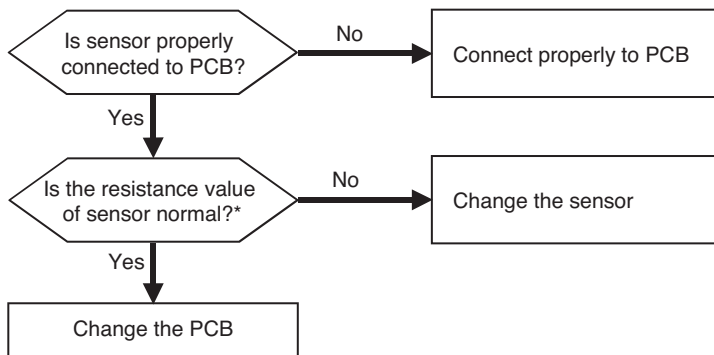 Is sensor properly
connected to PCB?
No
Connect properly to PCB
Yes
Is the resistance value
of sensor normal?*
No
Change the sensor
Yes
Change the PCB